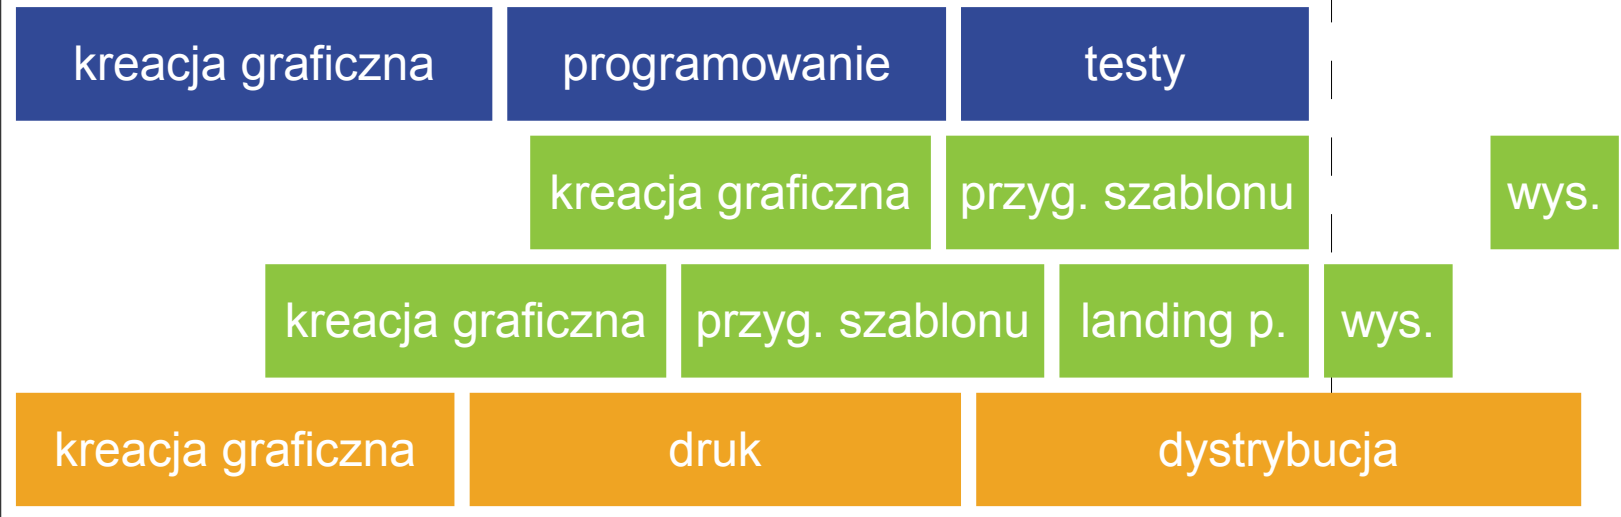 kreacja graficzna programowanie testy
kreacja graficzna przyg. szablonu wys.
kreacja graficzna przyg. szablonu landing p. wys.
kreacja graficzna druk dystrybucja